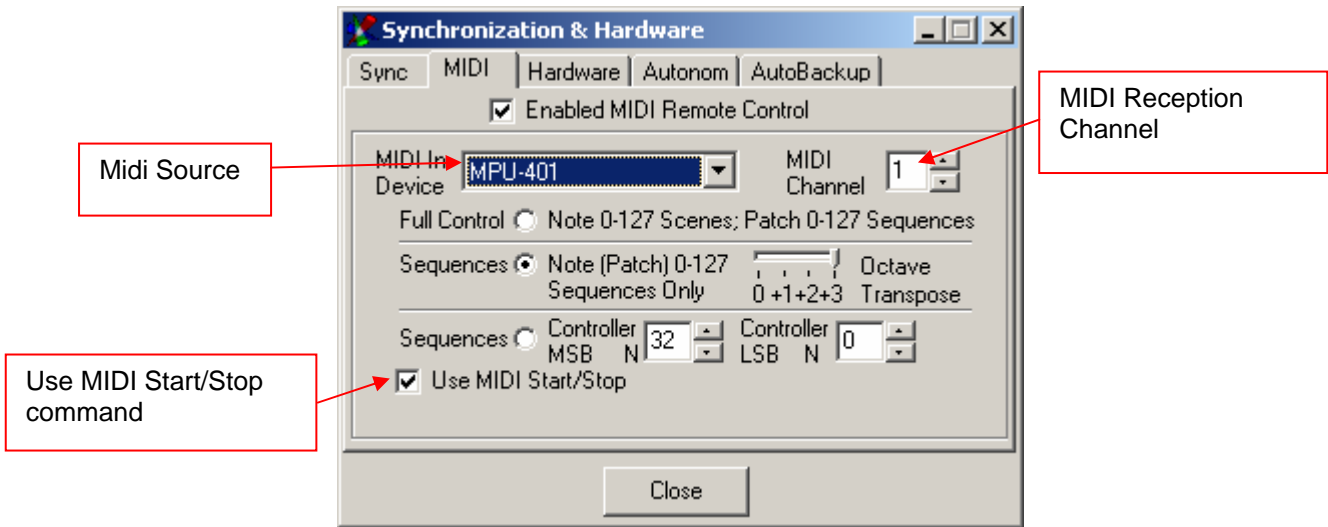 Synchronization & Hardware
Sync MIDI Hardware Autonom AutoBackup
Enabled MIDI Remote Control
MIDI Reception
Channel
Midi Source
MIDI In
Device
MPU-401
MIDI
Channel
1
Full Control Note 0-127 Scenes; Patch 0-127 Sequences
Sequences Note (Patch) 0-127
Sequences Only
0 +1+2+3
Octave
Transpose
Sequences Controller
MSB N
32
Controller
LSB N
0
Use MIDI Start/Stop
command
Use MIDI Start/Stop
Close